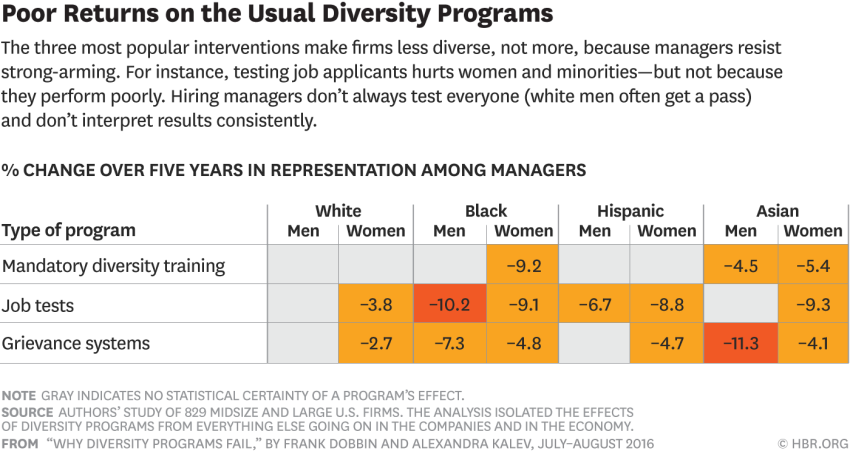 Poor Returns on the Usual Diversity Programs
The three most popular interventions make firms less diverse, not more, because managers resist
strong-arming. For instance, testing job applicants hurts women and minorities—but not because
they perform poorly. Hiring managers don’t always test everyone (white men often get a pass)
and don’t interpret results consistently.
% CHANGE OVER FIVE YEARS IN REPRESENTATION AMONG MANAGERS
White Black Hispanic Asian
Type of program Men Women Men Women Men Women Men Women
Mandatory diversity training –9.2 –4.5 –5.4
Job tests –3.8 –10.2 –9.1 –6.7 –8.8 –9.3
Grievance systems –2.7 –7.3 –4.8 –4.7 –11.3 –4.1
NOTE GRAY INDICATES NO STATISTICAL CERTAINTY OF A PROGRAM’S EFFECT.
SOURCE AUTHORS’ STUDY OF 829 MIDSIZE AND LARGE U.S. FIRMS. THE ANALYSIS ISOLATED THE EFFECTS
OF DIVERSITY PROGRAMS FROM EVERYTHING ELSE GOING ON IN THE COMPANIES AND IN THE ECONOMY.
FROM “WHY DIVERSITY PROGRAMS FAIL,” BY FRANK DOBBIN AND ALEXANDRA KALEV, JULY–AUGUST 2016 © HBR.ORG